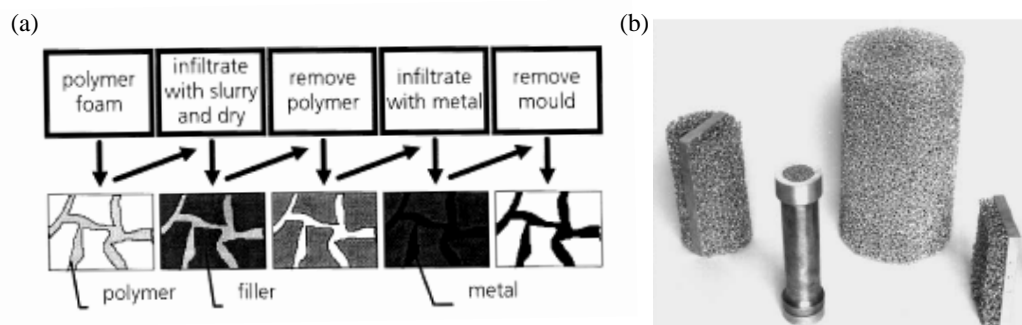 (a)
polymer
foam
infiltrate
with slurry
and dry
remove
polymer
infiltrate
with metal
remove
mould
polymer
filler
metal
(b)